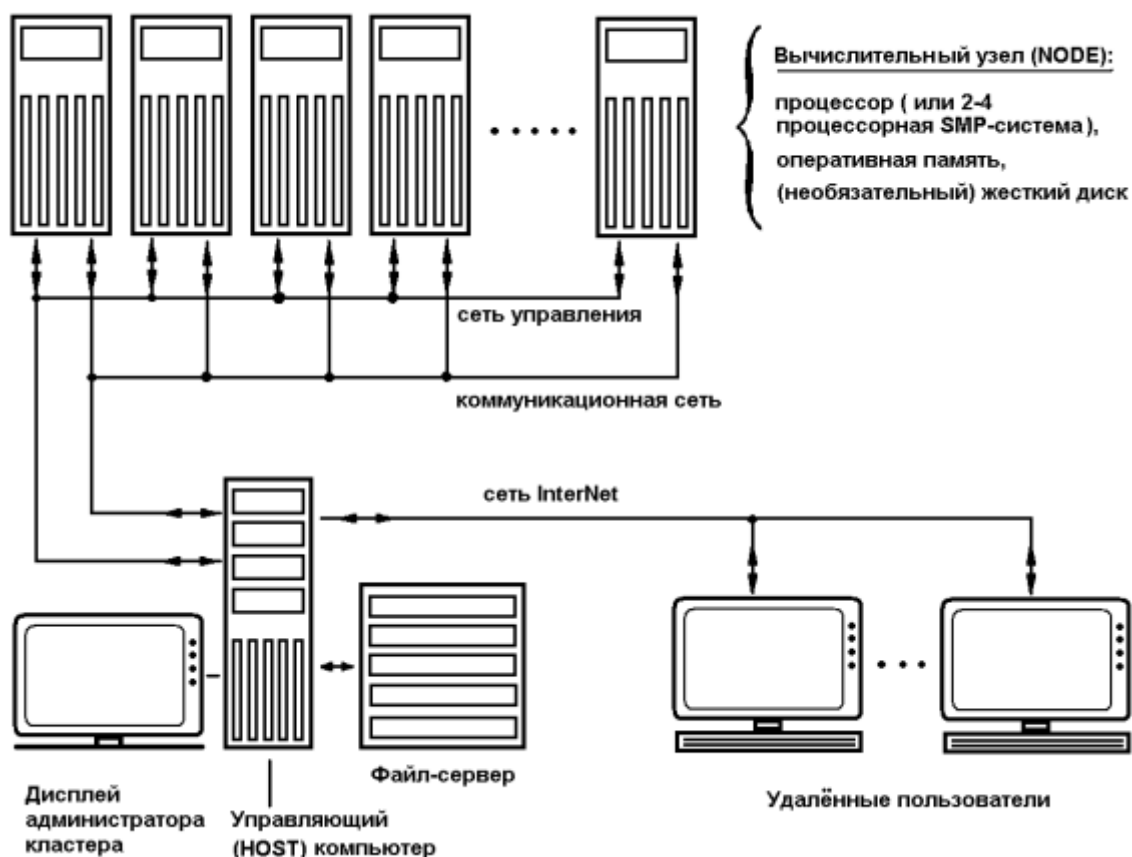 Вычислительный узел (NODE):
процессор ( или 2-4
процессорная SMP-система),
оперативная память,
(необязательный) жесткий диск
сеть управления
коммуникационная сеть
сеть InterNet
Файл-сервер
Дисплей
администратора
кластера
Управляющий
(HOST) компьютер
Удалённые пользователи